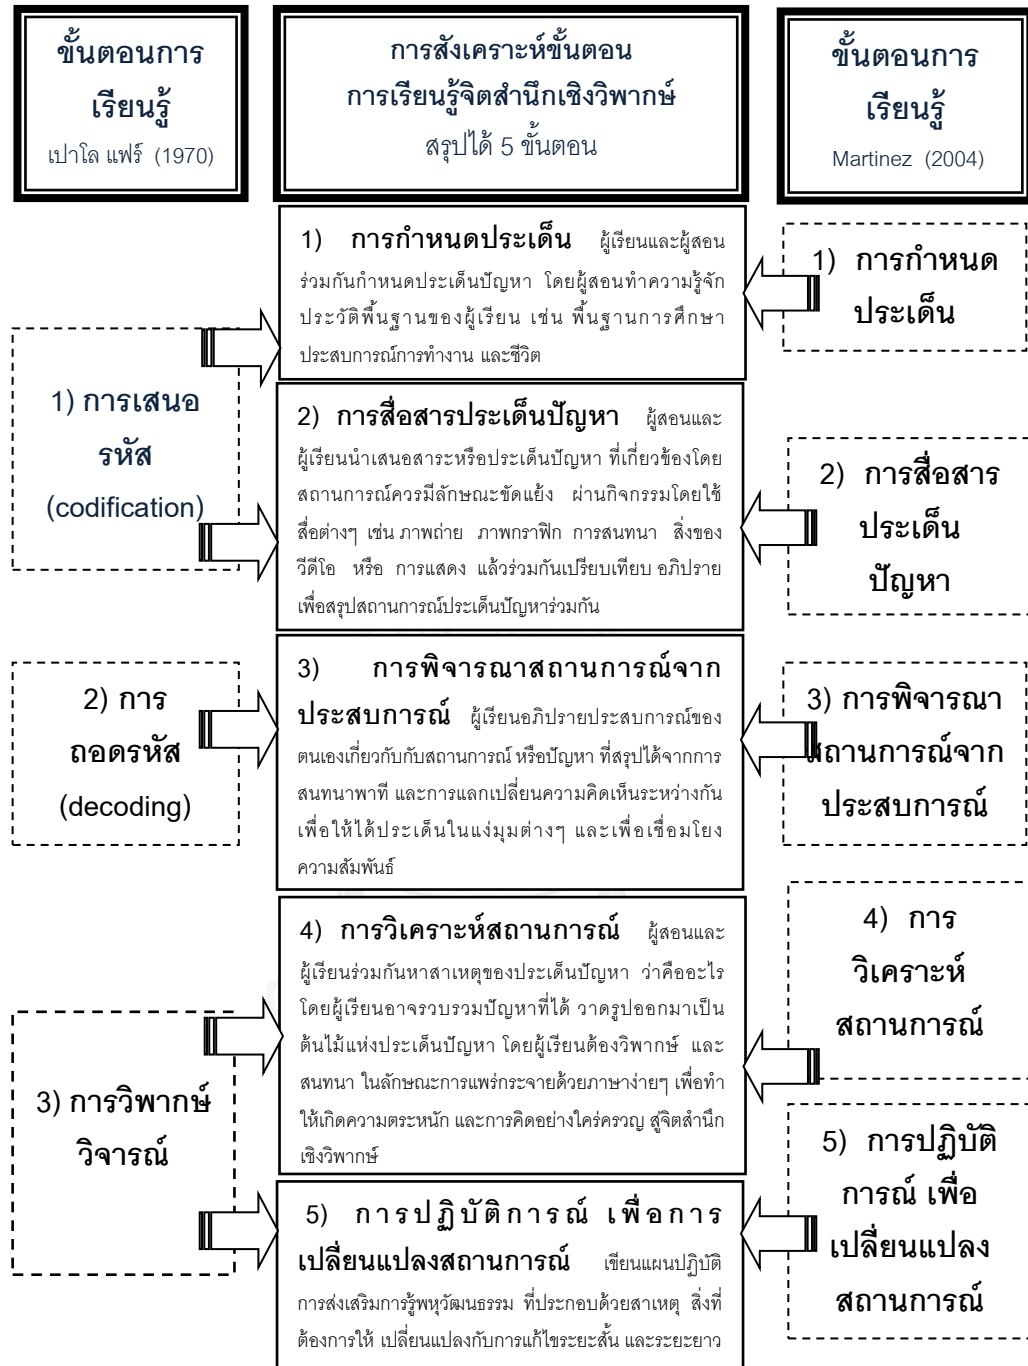 ขั้นตอนการ
เรียนรู้
เปาโล แฟร์ (1970)
การสังเคราะห์ขั้นตอน
การเรียนรู้จิตสำนึกเชิงวิพากษ์
สรุปได้ 5 ขั้นตอน
ขั้นตอนการ
เรียนรู้
Martinez (2004)
1) การเสนอ
รหัส
(codification)
2) การ
ถอดรหัส
(decoding)
3) การวิพากษ์
วิจารณ์
1) การกำหนดประเด็น ผู้เรียนและผู้สอน
ร่วมกันกำหนดประเด็นปัญหา โดยผู้สอนทำความรู้จัก
ประวัติพื้นฐานของผู้เรียน เช่น พื้นฐานการศึกษา
ประสบการณ์การทำงาน และชีวิต
2) การสื่อสารประเด็นปัญหา ผู้สอนและ
ผู้เรียนนำเสนอสาระหรือประเด็นปัญหา ที่เกี่ยวข้องโดย
สถานการณ์ควรมีลักษณะขัดแย้ง ผ่านกิจกรรมโดยใช้
สื่อต่างๆ เช่น ภาพถ่าย ภาพกราฟิก การสนทนา สิ่งของ
วีดีโอ หรือ การแสดง แล้วร่วมกันเปรียบเทียบ อภิปราย
เพื่อสรุปสถานการณ์ประเด็นปัญหาร่วมกัน
3) การพิจารณาสถานการณ์จาก
ประสบการณ์ ผู้เรียนอภิปรายประสบการณ์ของ
ตนเองเกี่ยวกับกับสถานการณ์ หรือปัญหา ที่สรุปได้จากการ
สนทนาพาที และการแลกเปลี่ยนความคิดเห็นระหว่างกัน
เพื่อให้ได้ประเด็นในแง่มุมต่างๆ และเพื่อเชื่อมโยง
ความสัมพันธ์
4) การวิเคราะห์สถานการณ์ ผู้สอนและ
ผู้เรียนร่วมกันหาสาเหตุของประเด็นปัญหา ว่าคืออะไร
โดยผู้เรียนอาจรวบรวมปัญหาที่ได้ วาดรูปออกมาเป็น
ต้นไม้แห่งประเด็นปัญหา โดยผู้เรียนต้องวิพากษ์ และ
สนทนา ในลักษณะการแพร่กระจายด้วยภาษาง่ายๆ เพื่อทำ
ให้เกิดความตระหนัก และการคิดอย่างใคร่ครวญ สู่จิตสำนึก
เชิงวิพากษ์
5) การปฏิบัติการณ์ เพื่อการ
เปลี่ยนแปลงสถานการณ์ เขียนแผนปฏิบัติ
การส่งเสริมการรู้พหุวัฒนธรรม ที่ประกอบด้วยสาเหตุ สิ่งที่
ต้องการให้ เปลี่ยนแปลงกับการแก้ไขระยะสั้น และระยะยาว
1) การกำหนด
ประเด็น
2) การสื่อสาร
ประเด็น
ปัญหา
3) การพิจารณา
สถานการณ์จาก
ประสบการณ์
4) การ
วิเคราะห์
สถานการณ์
5) การปฏิบัติ
การณ์ เพื่อ
เปลี่ยนแปลง
สถานการณ์